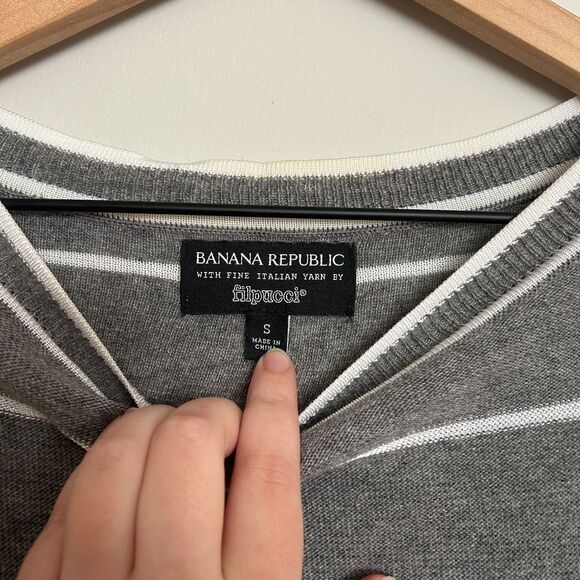 BANANA REPUBLIC
WITH FINE ITALIAN YARN BY
filpucci®
S
MADE IN
CHINA